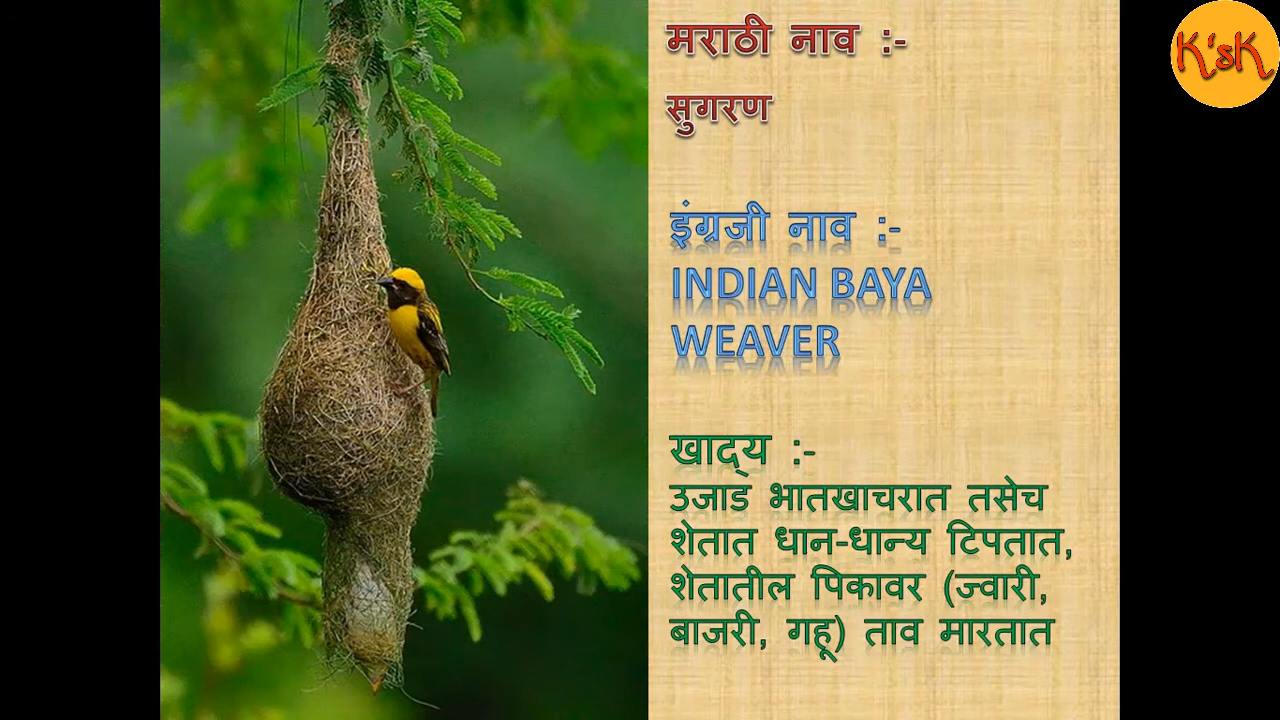 मराठी नाव :-
K'sK
सुगरण
इंग्रजी नाव :-
INDIAN BAYA
WEAVER
खाद्य :-
उजाड भातखाचरात तसेच
शेतात धान-धान्य टिपतात,
शेतातील पिकावर (ज्वारी,
बाजरी, गहू) ताव मारतात